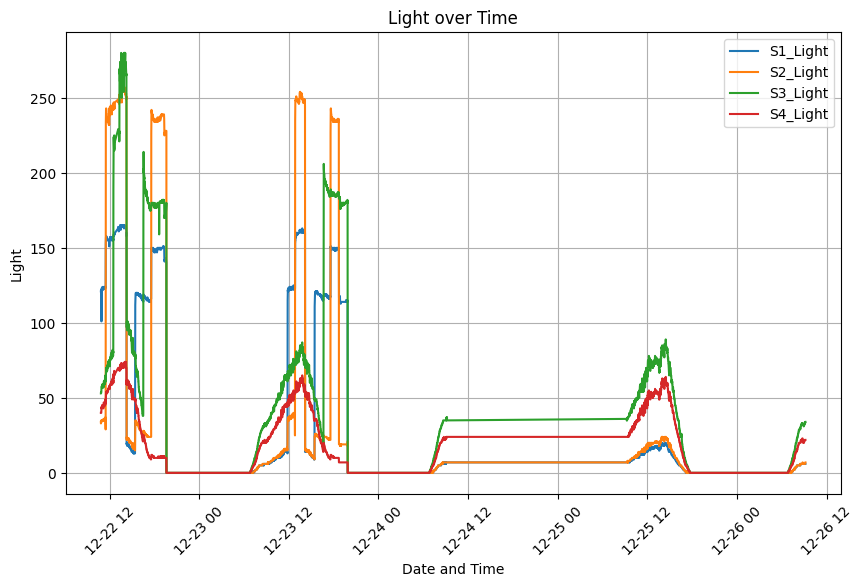 Light over Time
S1_Light
S2_Light
S3_Light
S4_Light
Light
250
200
150
100
50
0
12-22 12
12-23 00
12-23 12
12-24 00
12-24 12
12-25 00
12-25 12
12-26 00
12-26 12
Date and Time